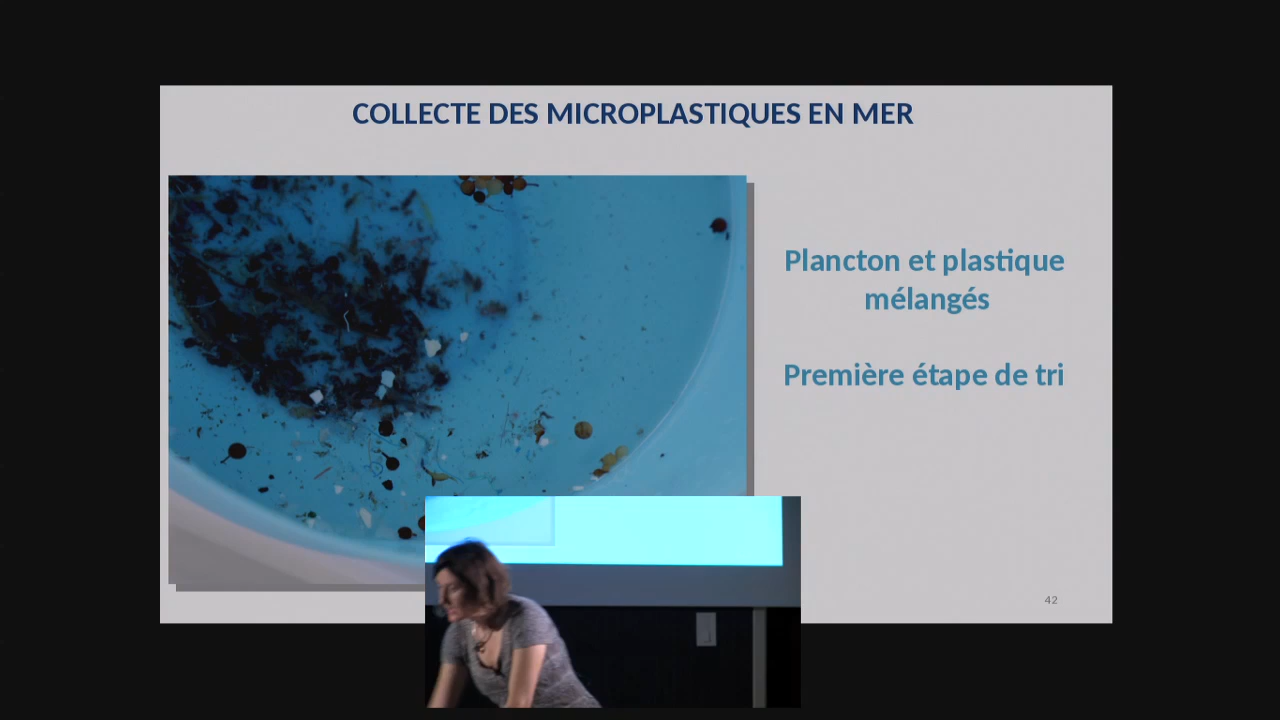 COLLECTE DES MICROPLASTIQUES EN MER
Plancton et plastique
mélangés
Première étape de tri
42